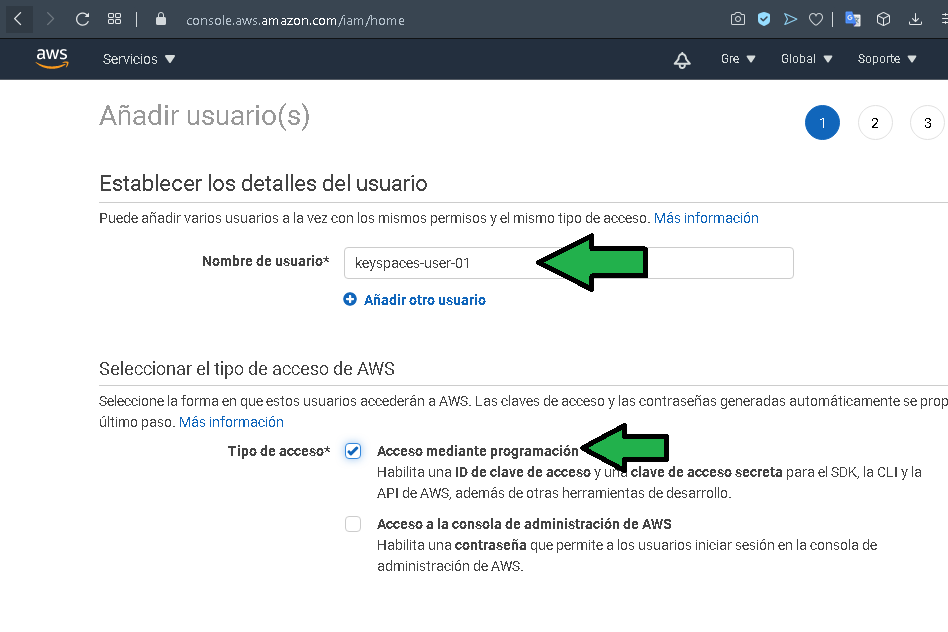 console.aws.amazon.com/iam/home
aws
Servicios
Gre
Global
Soporte
Añadir usuario(s)
1
2
3
Establecer los detalles del usuario
Puede añadir varios usuarios a la vez con los mismos permisos y el mismo tipo de acceso. Más información
Nombre de usuario*
keyspaces-user-01
Añadir otro usuario
Seleccionar el tipo de acceso de AWS
Seleccione la forma en que estos usuarios accederán a AWS. Las claves de acceso y las contraseñas generadas automáticamente se prop
último paso. Más información
Tipo de acceso*
Acceso mediante programación
Habilita una ID de clave de acceso y una clave de acceso secreta para el SDK, la CLI y la
API de AWS, además de otras herramientas de desarrollo.
Acceso a la consola de administración de AWS
Habilita una contraseña que permite a los usuarios iniciar sesión en la consola de
administración de AWS.